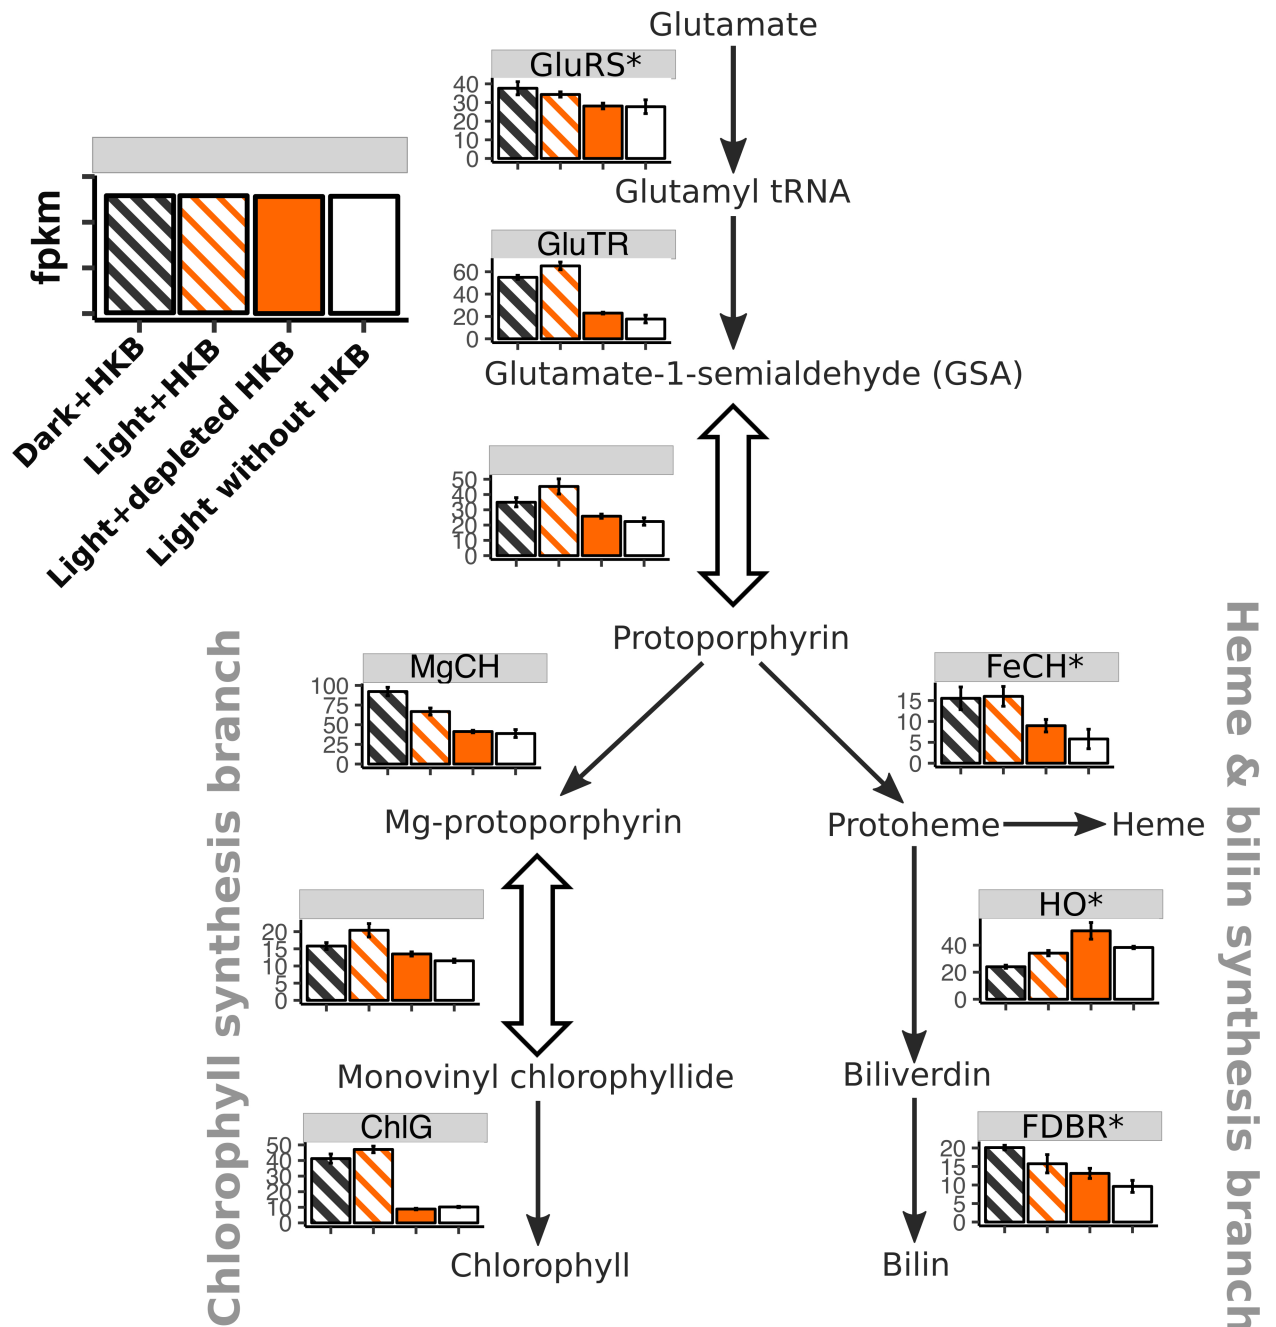 Glutamate
GluRS*
40
30
20
10
0
fpkm
Dark+HKB
Light+HKB
Light+depleted HKB
Light without HKB
Glutamyl tRNA
GluTR
60
40
20
0
Glutamate-1-semialdehyde (GSA)
50
40
30
20
10
0
Protoporphyrin
Chlorophyll synthesis branch
Heme & bilin synthesis branch
MgCH
100
75
50
25
0
FeCH*
15
10
5
0
Mg-protoporphyrin
Protoheme
Heme
20
15
10
5
0
HO*
40
20
0
Monovinyl chlorophyllide
Biliverdin
ChlG
50
40
30
20
10
0
FDBR*
20
15
10
5
0
Chlorophyll
Bilin